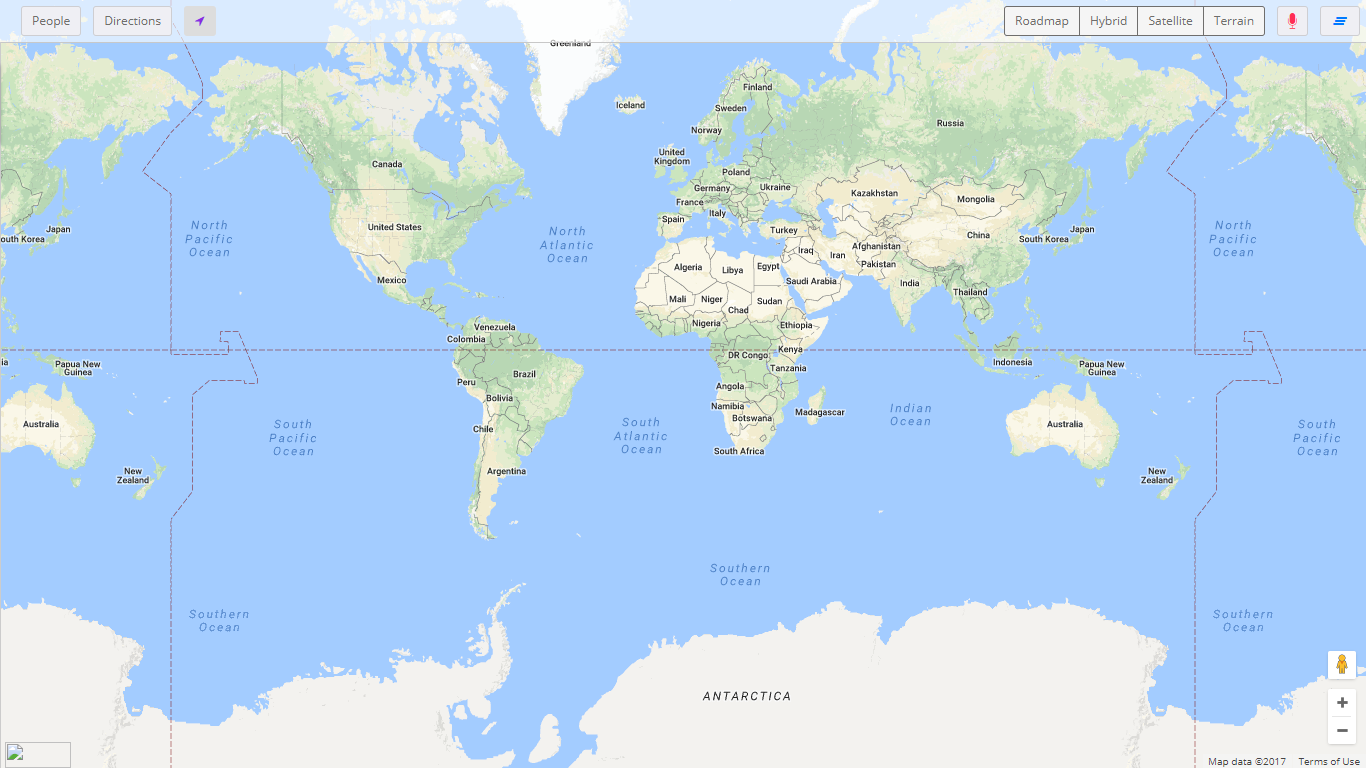 People
Directions
Roadmap
Hybrid
Satellite
Terrain
Greenland
Iceland
Finland
Sweden
Norway
Russia
United
Kingdom
Canada
Poland
Germany
Ukraine
Kazakhstan
Mongolia
France
Italy
Spain
Turkey
United States
North
Pacific
Ocean
North
Atlantic
Ocean
North
Pacific
Ocean
Japan
outh Korea
China
South Korea
Japan
Iraq
Iran
Afghanistan
Pakistan
Algeria
Libya
Egypt
Saudi Arabia
India
Thailand
Mexico
Mali
Niger
Chad
Sudan
Nigeria
Ethiopia
Venezuela
Colombia
DR Congo
Kenya
Tanzania
Indonesia
ia
Papua New
Guinea
Papua New
Guinea
Peru
Brazil
Bolivia
Angola
Namibia
Botswana
Madagascar
South Africa
Chile
Argentina
Australia
Australia
South
Pacific
Ocean
South
Atlantic
Ocean
Indian
Ocean
South
Pacific
Ocean
New
Zealand
New
Zealand
Southern
Ocean
Southern
Ocean
Southern
Ocean
ANTARCTICA
Map data ©2017
Terms of Use